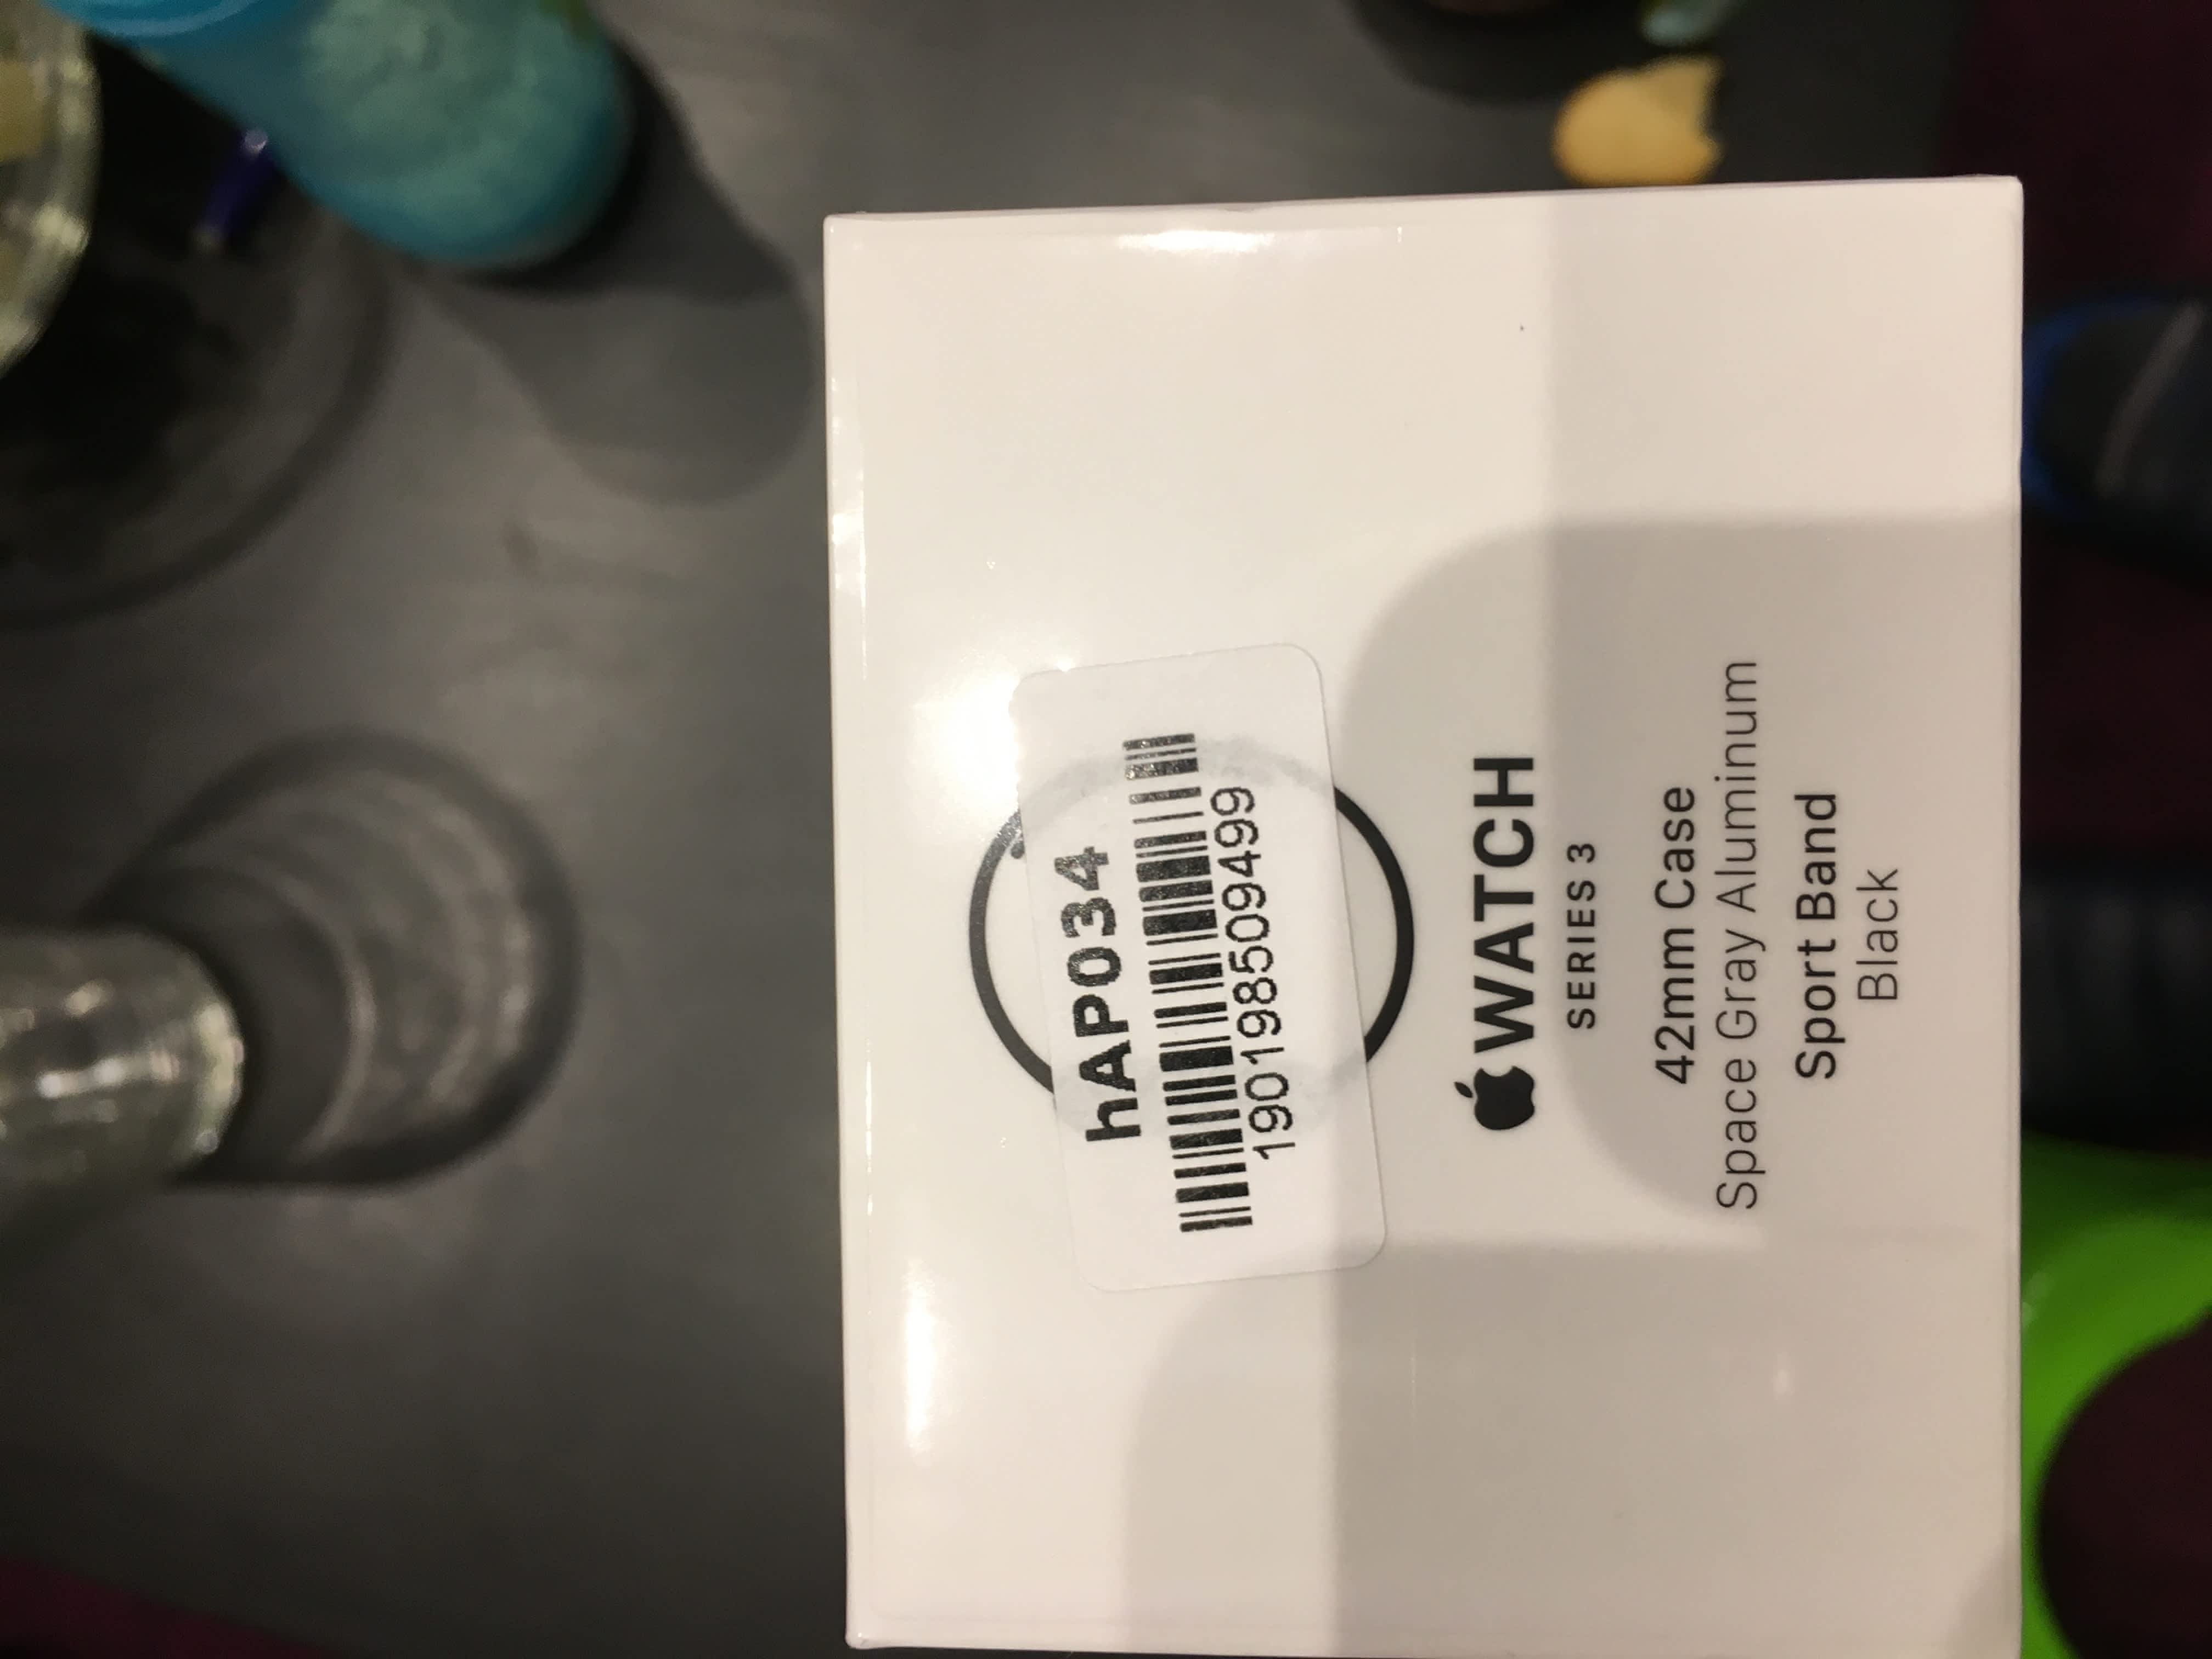 hAP034
190198509499
WATCH
SERIES 3
42mm Case
Space Gray Aluminum
Sport Band
Black